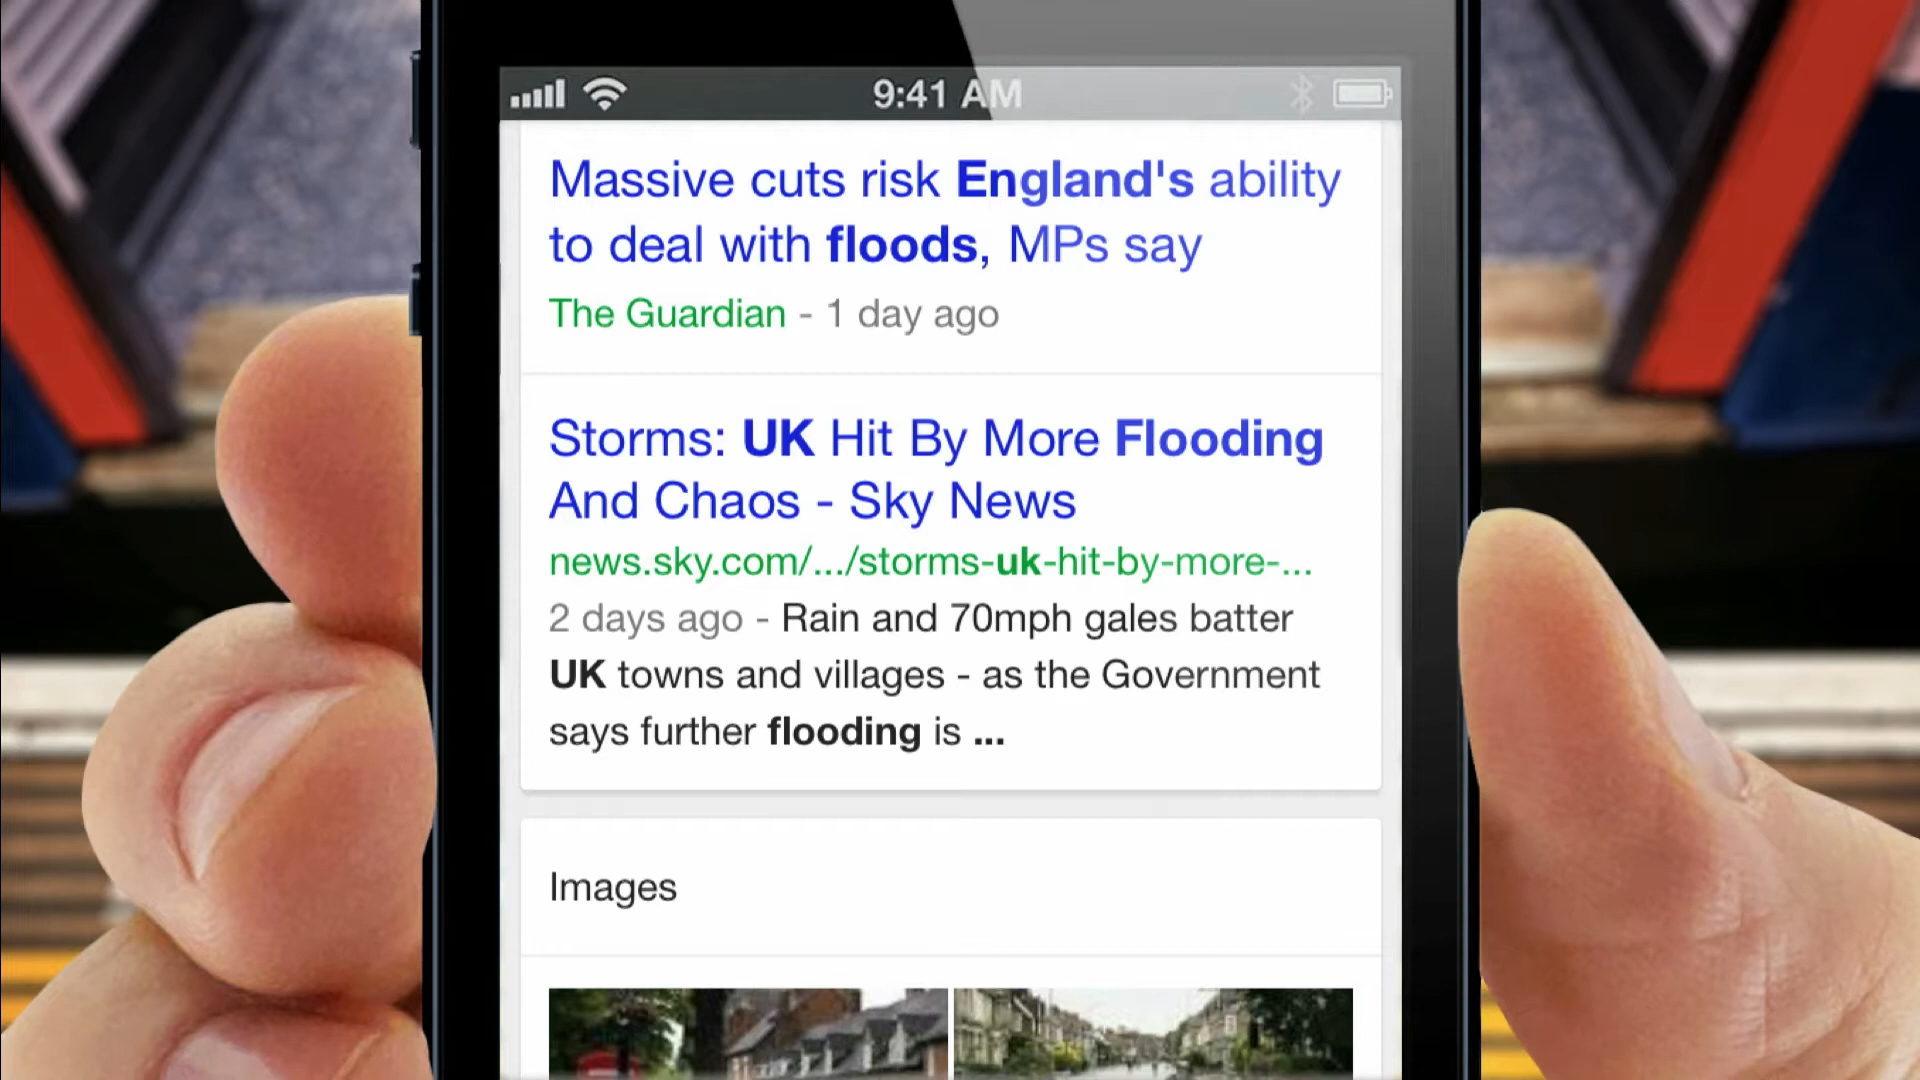 9:41 AM
Massive cuts risk England's ability
to deal with floods, MPs say
The Guardian - 1 day ago
Storms: UK Hit By More Flooding
And Chaos - Sky News
news.sky.com/.../storms-uk-hit-by-more-...
2 days ago - Rain and 70mph gales batter
UK towns and villages - as the Government
says further flooding is ...
Images